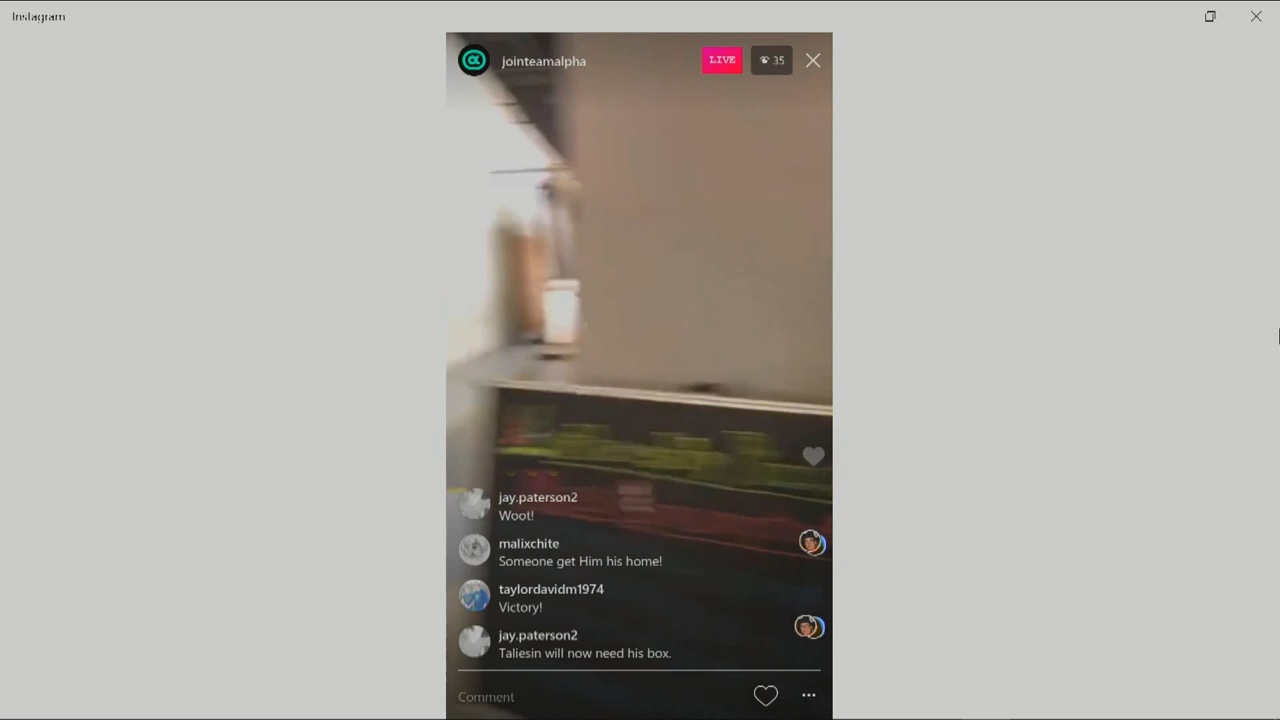 Instagram
jointeamalpha
LIVE
35
jay.paterson2
Woot!
malixchite
Someone get Him his home!
taylordavidm1974
Victory!
jay.paterson2
Taliesin will now need his box.
Comment